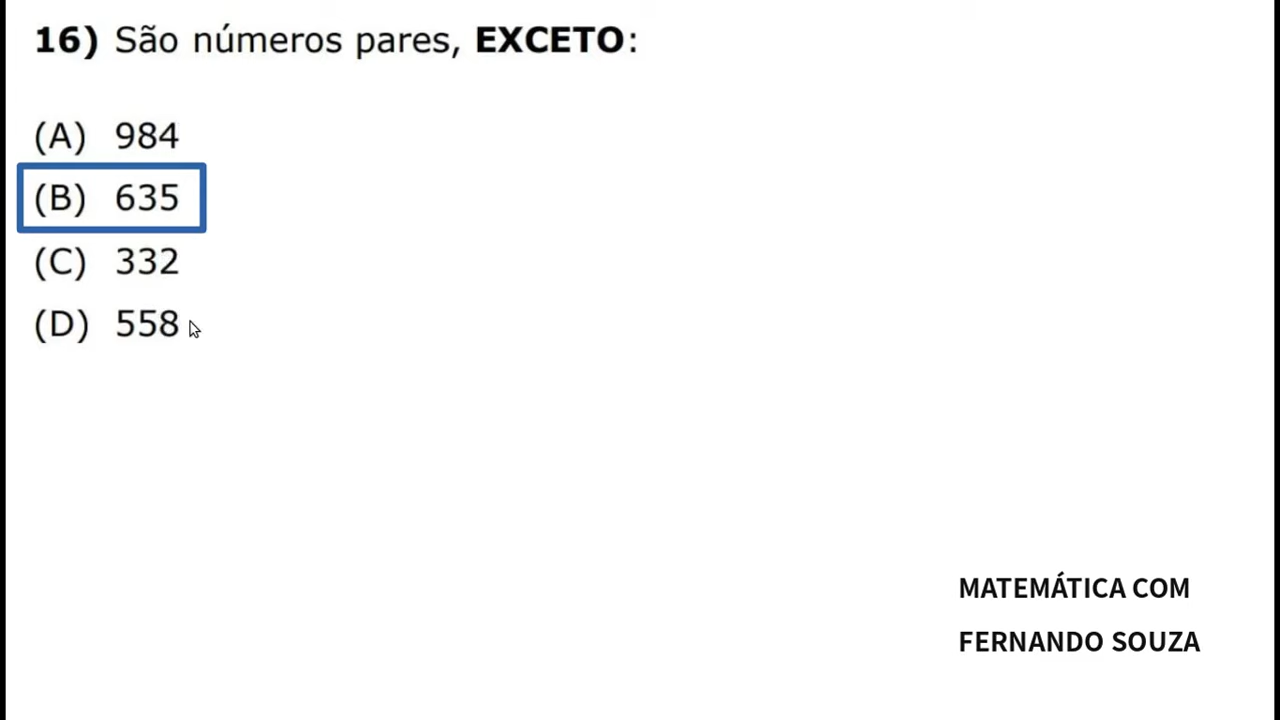 16) São números pares, EXCETO:
(A) 984
(B) 635
(C) 332
(D) 558
MATEMÁTICA COM
FERNANDO SOUZA